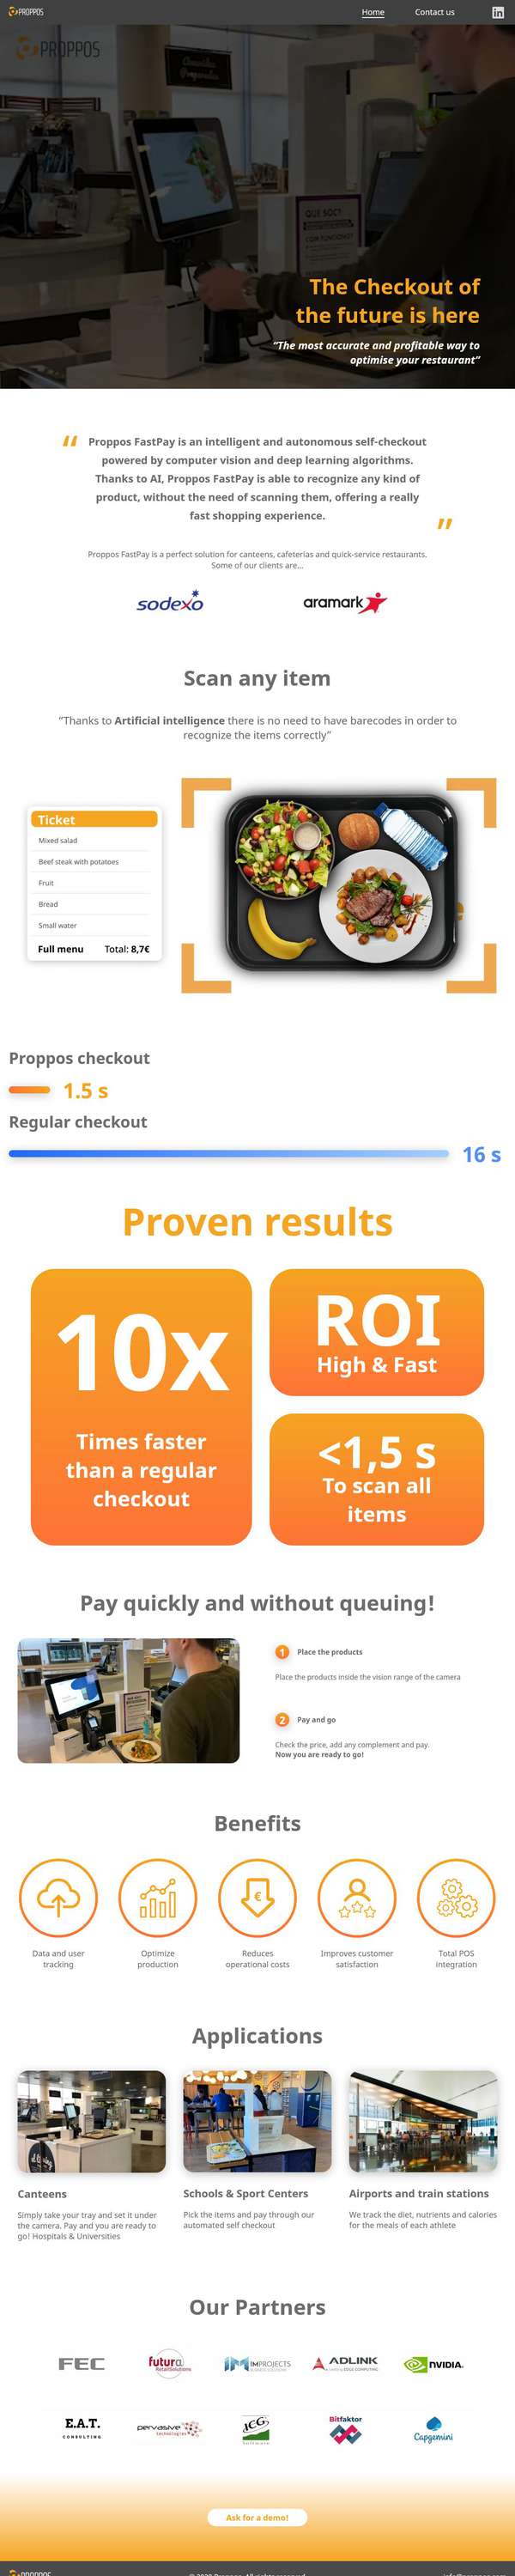 PROPPOS
Home
Contact us
in
PROPPOS
The Checkout of
the future is here
“The most accurate and profitable way to
optimise your restaurant”
“ Proppos FastPay is an intelligent and autonomous self-checkout
powered by computer vision and deep learning algorithms.
Thanks to AI, Proppos FastPay is able to recognize any kind of
product, without the need of scanning them, offering a really
fast shopping experience. ”
Proppos FastPay is a perfect solution for canteens, cafeterias and quick-service restaurants.
Some of our clients are...
sodexo
aramark
Scan any item
“Thanks to Artificial intelligence there is no need to have barecodes in order to
recognize the items correctly”
Ticket
Mixed salad
Beef steak with potatoes
Fruit
Bread
Small water
Full menu Total: 8,7€
Proppos checkout
1.5 s
Regular checkout
16 s
Proven results
10x
Times faster
than a regular
checkout
ROI
High & Fast
<1,5 s
To scan all
items
Pay quickly and without queuing!
1 Place the products
Place the products inside the vision range of the camera
2 Pay and go
Check the price, add any complement and pay.
Now you are ready to go!
Benefits
€
Data and user
tracking
Optimize
production
Reduces
operational costs
Improves customer
satisfaction
Total POS
integration
Applications
Canteens
Simply take your tray and set it under
the camera. Pay and you are ready to
go! Hospitals & Universities
Schools & Sport Centers
Pick the items and pay through our
automated self checkout
Airports and train stations
We track the diet, nutrients and calories
for the meals of each athlete
Our Partners
FEC
futura
RetailSolutions
IMPROJECTS
ADLINK
NVIDIA.
E.A.T.
CONSULTING
pervasive
technologies
ICG
Bitfaktor
Capgemini
Ask for a demo!